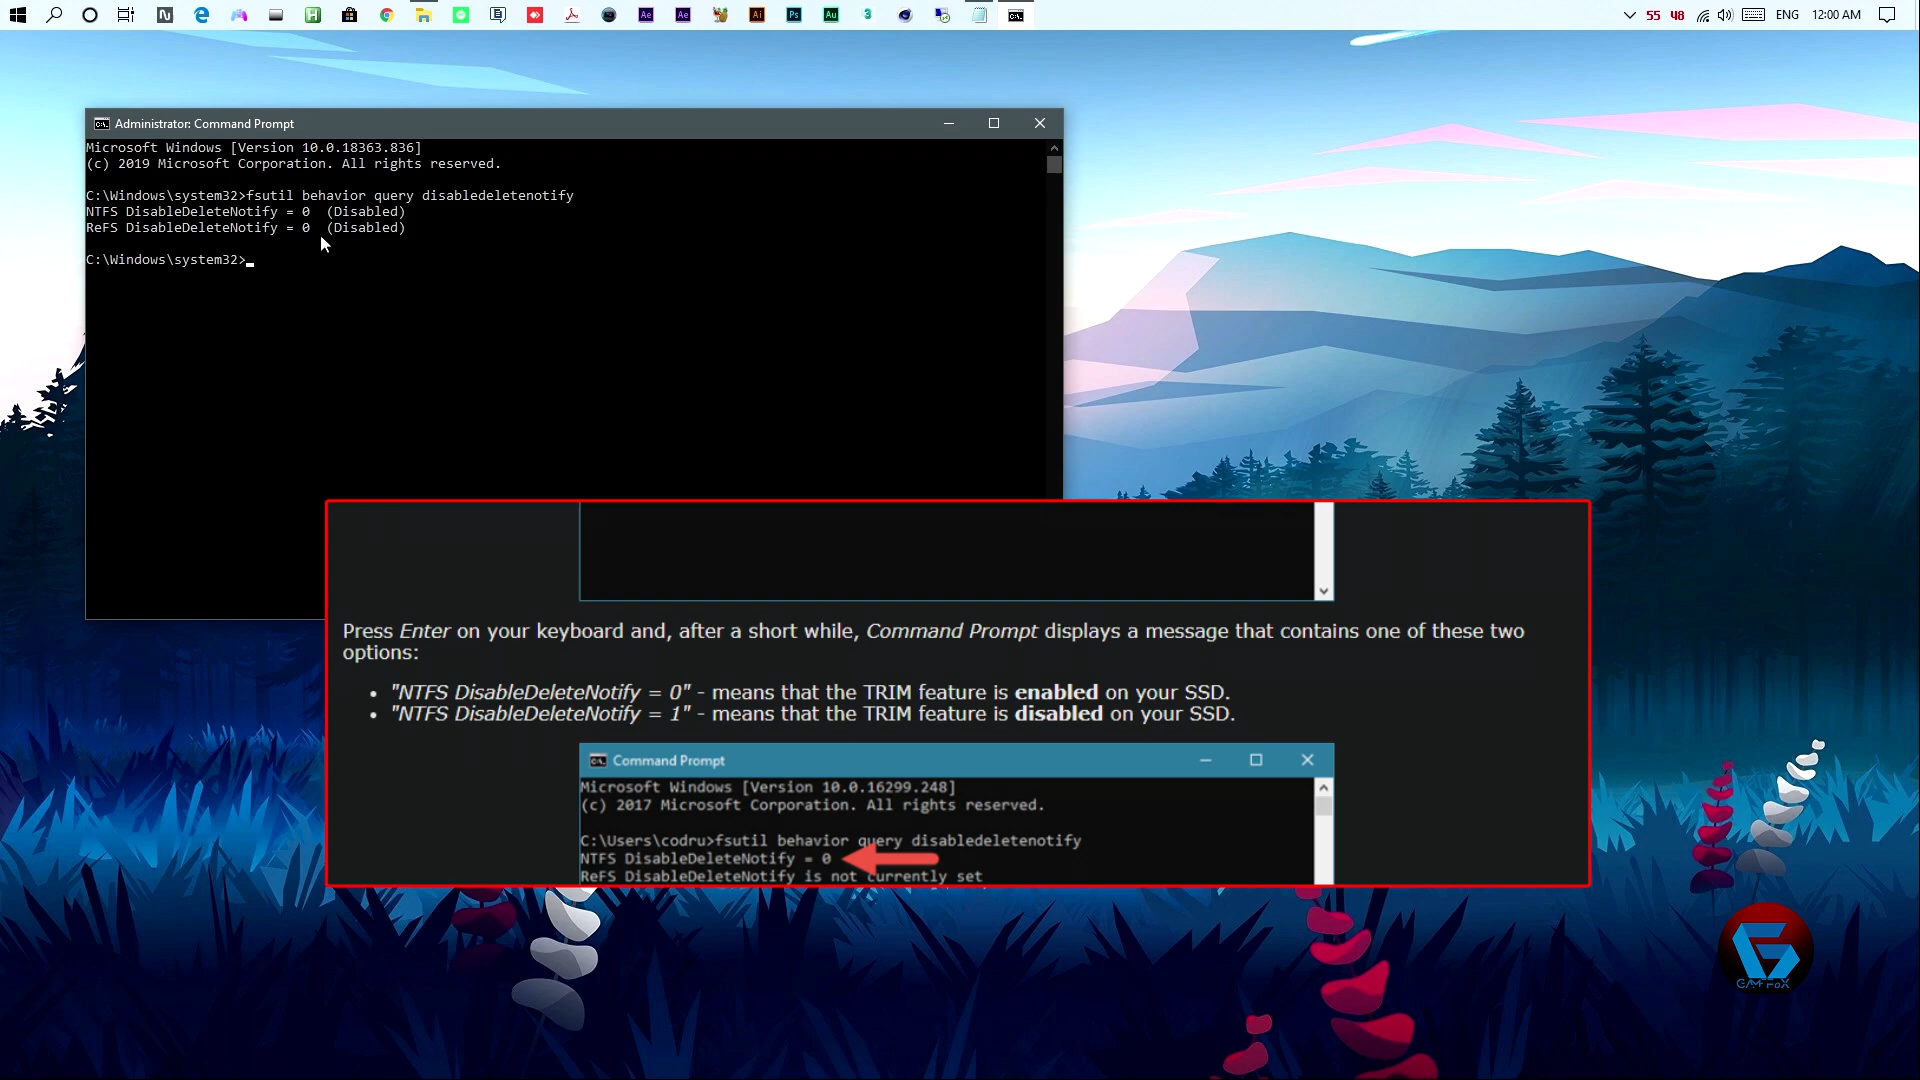 55 48 ENG 12:00 AM
Administrator: Command Prompt
Microsoft Windows [Version 10.0.18363.836]
(c) 2019 Microsoft Corporation. All rights reserved.
C:\Windows\system32>fsutil behavior query disabledeletenotify
NTFS DisableDeleteNotify = 0  (Disabled)
ReFS DisableDeleteNotify = 0  (Disabled)
C:\Windows\system32>
Press Enter on your keyboard and, after a short while, Command Prompt displays a message that contains one of these two
options:
• "NTFS DisableDeleteNotify = 0" - means that the TRIM feature is enabled on your SSD.
• "NTFS DisableDeleteNotify = 1" - means that the TRIM feature is disabled on your SSD.
Command Prompt
Microsoft Windows [Version 10.0.16299.248]
(c) 2017 Microsoft Corporation. All rights reserved.
C:\Users\codru>fsutil behavior query disabledeletenotify
NTFS DisableDeleteNotify = 0
ReFS DisableDeleteNotify is not currently set